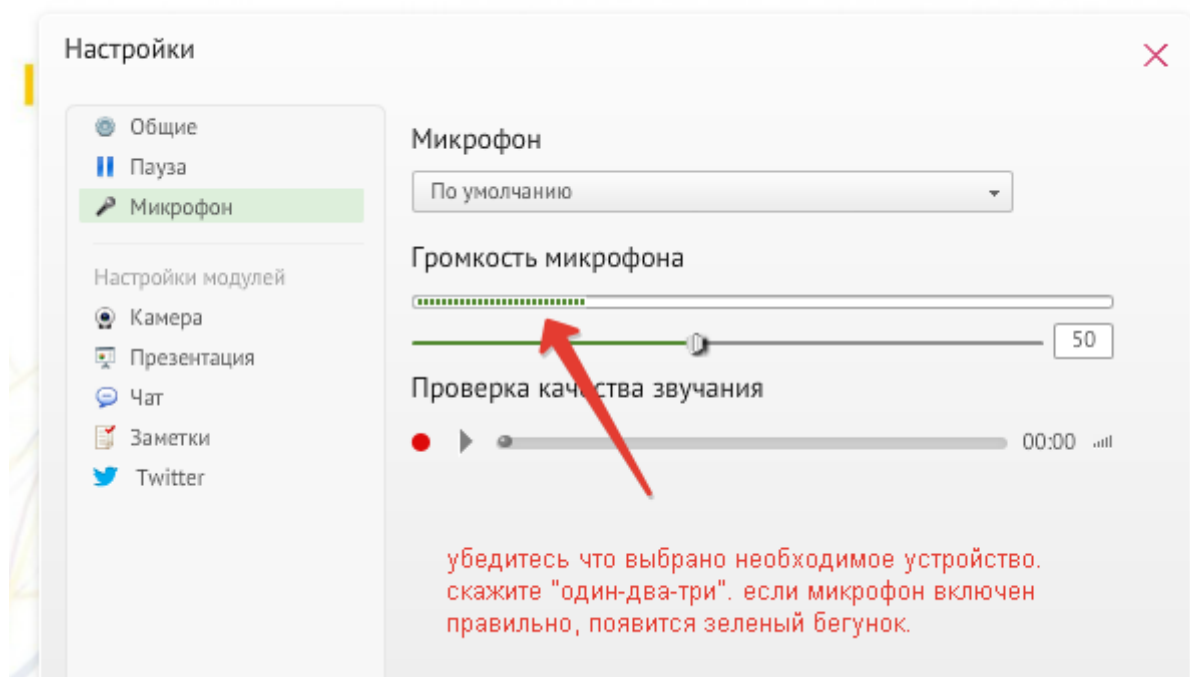 Настройки
Общие
Пауза
Микрофон
Настройки модулей
Камера
Презентация
Чат
Заметки
Twitter
Микрофон
По умолчанию
Громкость микрофона
50
Проверка качества звучания
00:00
убедитесь что выбрано необходимое устройство.
скажите "один-два-три". если микрофон включен
правильно, появится зеленый бегунок.